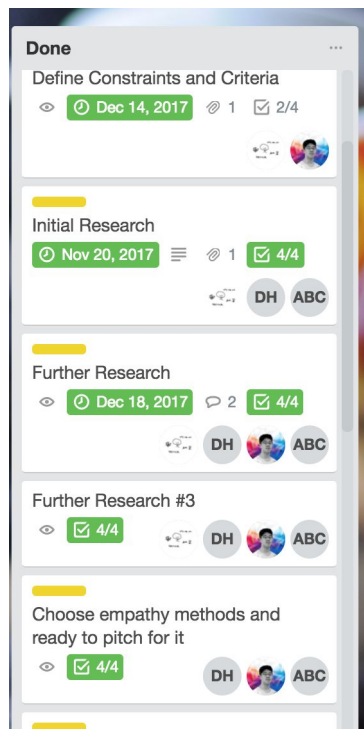 Done
Define Constraints and Criteria
Dec 14, 2017 1 2/4
Initial Research
Nov 20, 2017 1 4/4
DH ABC
Further Research
Dec 18, 2017 2 4/4
DH ABC
Further Research #3
4/4 DH ABC
Choose empathy methods and
ready to pitch for it
4/4 DH ABC